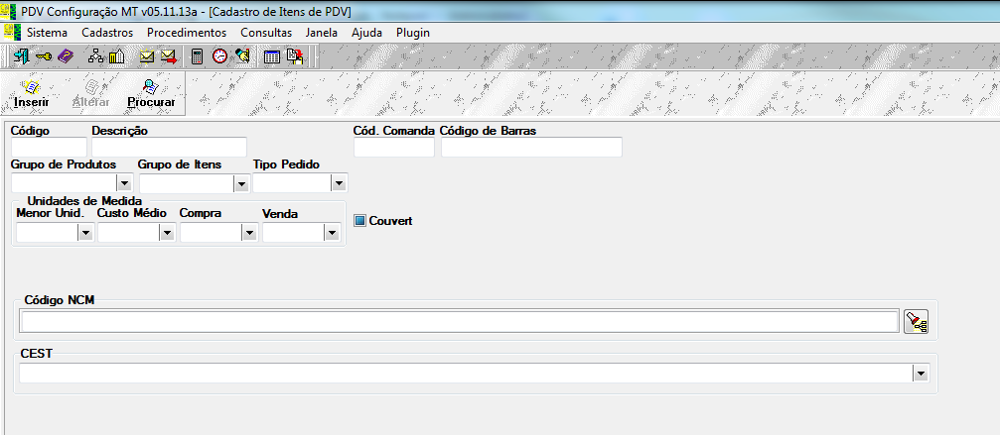 PDV Configuração MT v05.11.13a - [Cadastro de Itens de PDV]
Sistema Cadastros Procedimentos Consultas Janela Ajuda Plugin
Inserir Alterar Procurar
Código Descrição Cód. Comanda Código de Barras
Grupo de Produtos Grupo de Itens Tipo Pedido
Unidades de Medida
Menor Unid. Custo Médio Compra Venda
Couvert
Código NCM
CEST